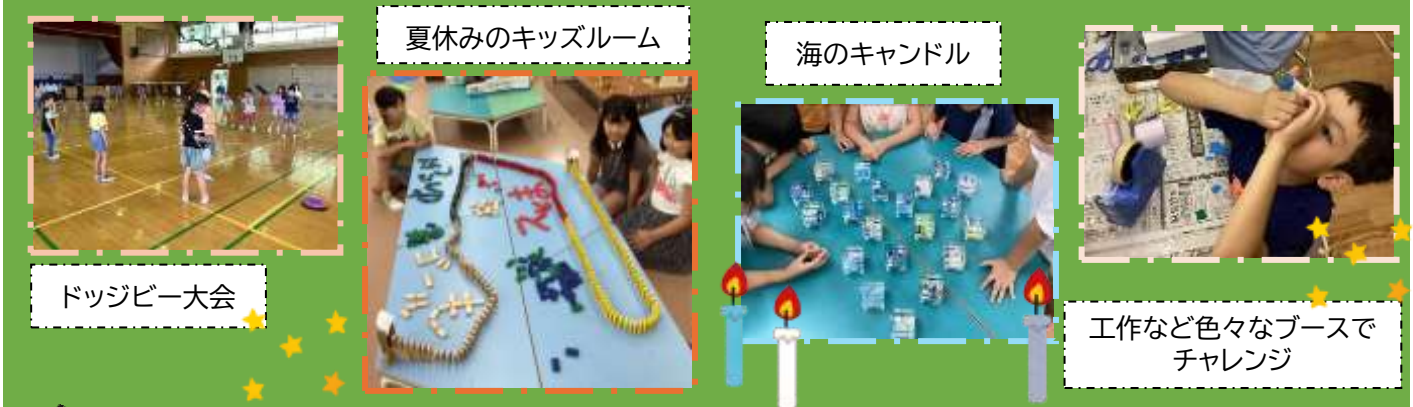 夏休みのキッズルーム
海のキャンドル
ドッジビー大会
工作など色々なブースで
チャレンジ